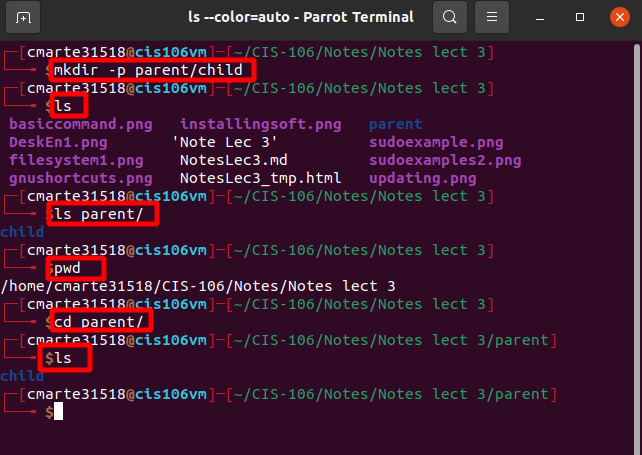 ls --color=auto - Parrot Terminal
┌─[cmarte31518@cis106vm]─[~/CIS-106/Notes/Notes lect 3]
└──╼ $mkdir -p parent/child
┌─[cmarte31518@cis106vm]─[~/CIS-106/Notes/Notes lect 3]
└──╼ $ls
basiccommand.png installingsoft.png parent
DeskEn1.png 'Note Lec 3' sudoexample.png
filesystem1.png NotesLec3.md sudoexamples2.png
gnushortcuts.png NotesLec3_tmp.html updating.png
┌─[cmarte31518@cis106vm]─[~/CIS-106/Notes/Notes lect 3]
└──╼ $ls parent/
child
┌─[cmarte31518@cis106vm]─[~/CIS-106/Notes/Notes lect 3]
└──╼ $pwd
/home/cmarte31518/CIS-106/Notes/Notes lect 3
┌─[cmarte31518@cis106vm]─[~/CIS-106/Notes/Notes lect 3]
└──╼ $cd parent/
┌─[cmarte31518@cis106vm]─[~/CIS-106/Notes/Notes lect 3/parent]
└──╼ $ls
child
┌─[cmarte31518@cis106vm]─[~/CIS-106/Notes/Notes lect 3/parent]
└──╼ $